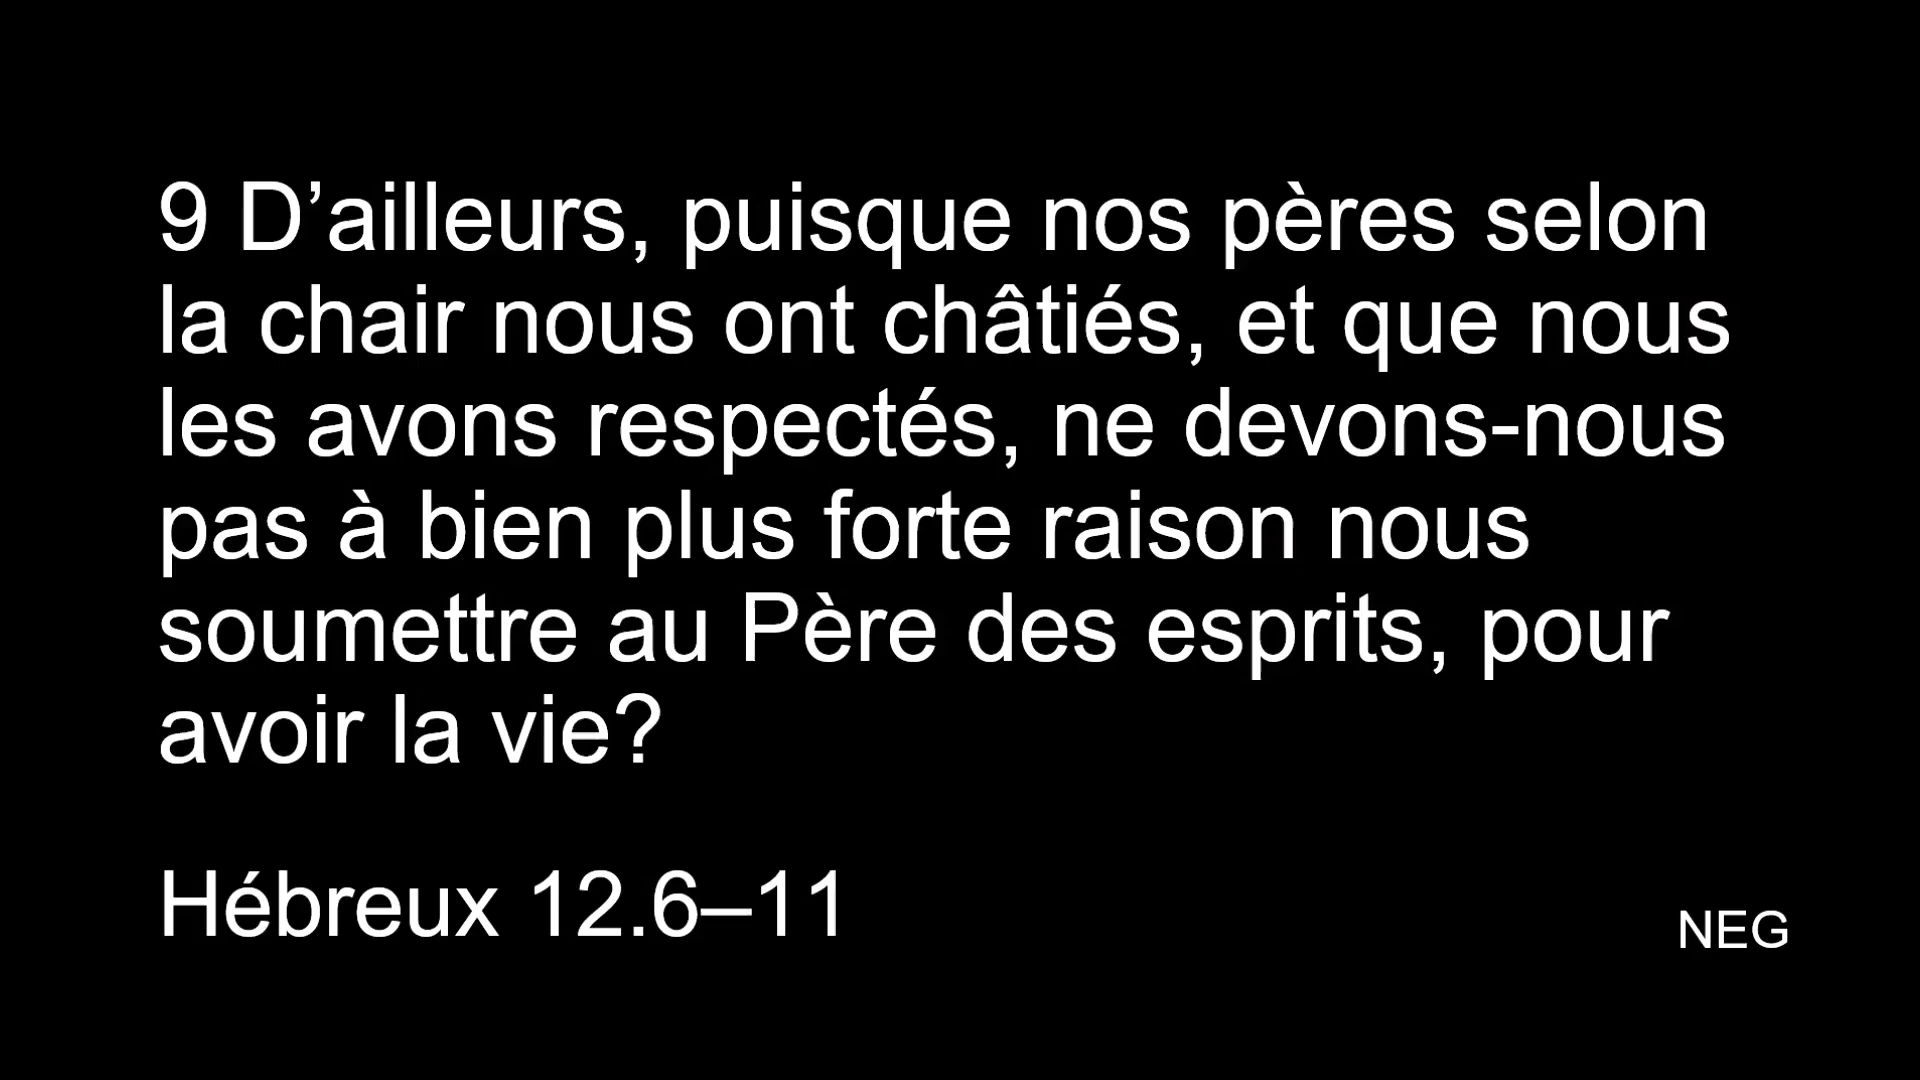 9 D’ailleurs, puisque nos pères selon
la chair nous ont châtiés, et que nous
les avons respectés, ne devons-nous
pas à bien plus forte raison nous
soumettre au Père des esprits, pour
avoir la vie?
Hébreux 12.6–11
NEG